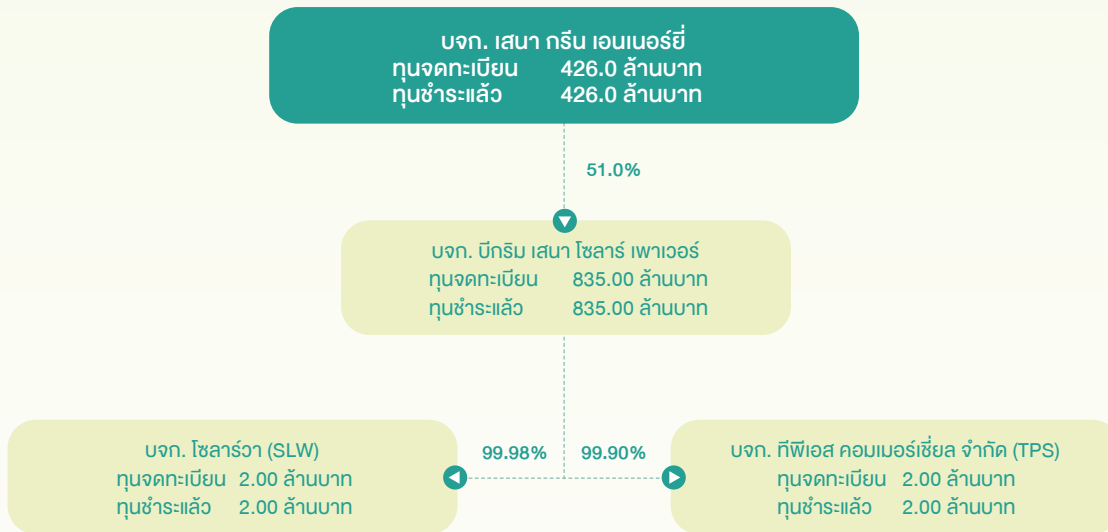 บจก. เสนา กรีน เอนเนอร์ยี่
ทุนจดทะเบียน 426.0 ล้านบาท
ทุนชำระแล้ว 426.0 ล้านบาท
51.0%
บจก. บีกริม เสนา โซลาร์ เพาเวอร์
ทุนจดทะเบียน 835.00 ล้านบาท
ทุนชำระแล้ว 835.00 ล้านบาท
99.98%
99.90%
บจก. โซลาร์วา (SLW)
ทุนจดทะเบียน 2.00 ล้านบาท
ทุนชำระแล้ว 2.00 ล้านบาท
บจก. ทีพีเอส คอมเมอร์เชี่ยล จำกัด (TPS)
ทุนจดทะเบียน 2.00 ล้านบาท
ทุนชำระแล้ว 2.00 ล้านบาท